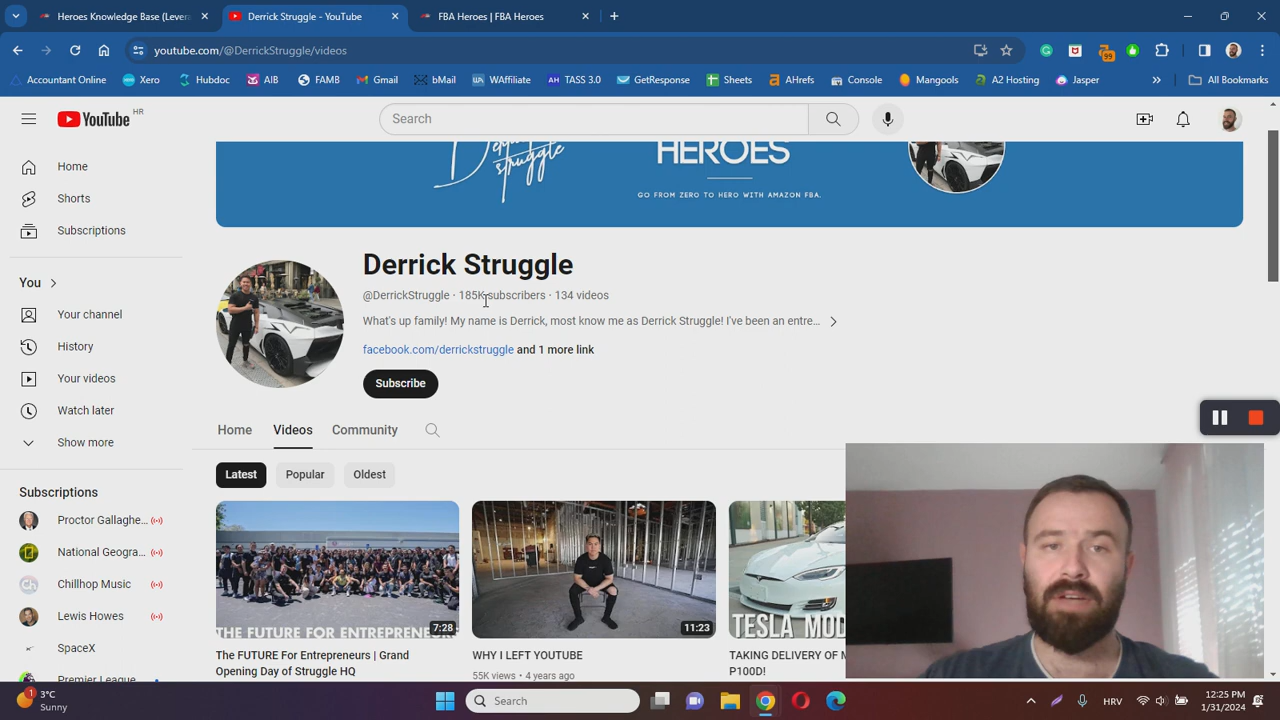 Heroes Knowledge Base (Levera
Derrick Struggle - YouTube
FBA Heroes | FBA Heroes
youtube.com/@DerrickStruggle/videos
99
Accountant Online
Xero
Hubdoc
AIB
FAMB
Gmail
bMail
WAffiliate
TASS 3.0
GetResponse
Sheets
AHrefs
Console
Mangools
A2 Hosting
Jasper
All Bookmarks
YouTube HR
Search
Home
Shorts
Subscriptions
You
Your channel
History
Your videos
Watch later
Show more
Subscriptions
Proctor Gallaghe...
National Geogra...
Chillhop Music
Lewis Howes
SpaceX
Premier League
struggle
HEROES
GO FROM ZERO TO HERO WITH AMAZON FBA.
Derrick Struggle
@DerrickStruggle · 185K subscribers · 134 videos
What's up family! My name is Derrick, most know me as Derrick Struggle! I've been an entre...
facebook.com/derrickstruggle and 1 more link
Subscribe
Home
Videos
Community
Latest
Popular
Oldest
THE FUTURE FOR ENTREPRENEURS
7:28
The FUTURE For Entrepreneurs | Grand
Opening Day of Struggle HQ
11:23
WHY I LEFT YOUTUBE
55K views · 4 years ago
TESLA MOD
TAKING DELIVERY OF M
P100D!
1
3°C
Sunny
Search
HRV
12:25 PM
1/31/2024